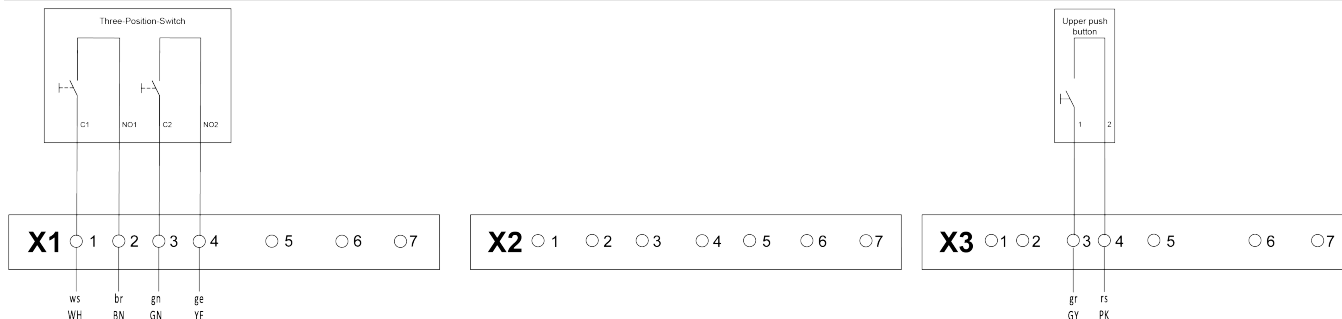 Three-Position-Switch
C1 NO1 C2 NO2
Upper push
button
1 2
X1 1 2 3 4 5 6 7
X2 1 2 3 4 5 6 7
X3 1 2 3 4 5 6 7
ws br gn ge
WH BN GN YE
gr rs
GY PK